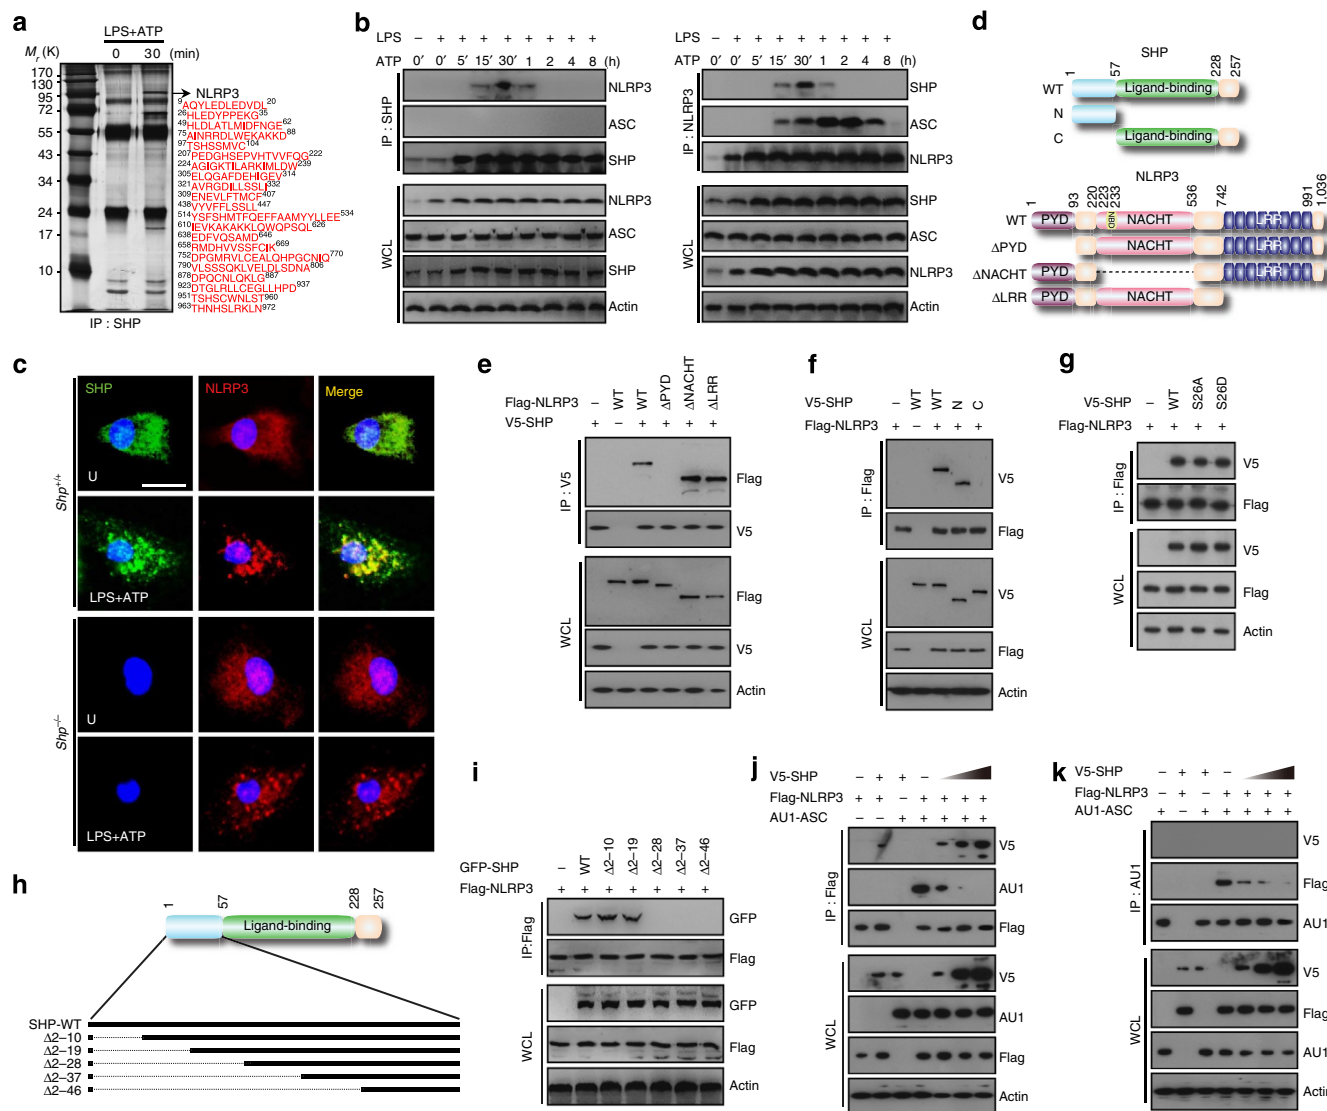 a
LPS+ATP
Mr (K) 0 30 (min)
170
130
95
72
55
43
34
24
17
10
NLRP3
9AQYLEDLEDVDL20
26HLEDYPPEKG35
49HLDLATLMIDFNGE62
75AINRRDLWEKAKKD88
97TSHSSMVC104
207PEDGHSEPVHTVVFQG222
224AGIGKTILARKIMLDW239
305ELQGAFDEHIGEV314
321AVRGDILLSSLI332
309ENEVLFTMCF407
438VYVFFLSSLL447
514YSFSHMTFQEFFAAMYYLLEE534
610IEVKAKAKKLQWQPSQL626
638EDFVQSAMD646
658RMDHVVSSFCIK669
752DPGMRVLCEALQHPGCNIQ770
790VLSSSQKLVELDLSDNA806
878DPQCNLQKLG887
923DTGLRLLCEGLLHPD937
951TSHSCWNLST960
963THNHSLRKLN972
IP : SHP
b
LPS – + + + + + + + +
ATP 0′ 0′ 5′ 15′ 30′ 1 2 4 8 (h)
IP : SHP
NLRP3
ASC
SHP
WCL
NLRP3
ASC
SHP
Actin
LPS – + + + + + + + +
ATP 0′ 0′ 5′ 15′ 30′ 1 2 4 8 (h)
IP : NLRP3
SHP
ASC
NLRP3
WCL
SHP
ASC
NLRP3
Actin
d
SHP
1 57 228 257
WT Ligand-binding
N
C Ligand-binding
NLRP3
1 93 220 223 233 536 742 991 1.036
WT PYD NBD NACHT LRR
ΔPYD NACHT LRR
ΔNACHT PYD LRR
ΔLRR PYD NACHT
c
SHP NLRP3 Merge
Shp+/+
U
LPS+ATP
Shp–/–
U
LPS+ATP
e
Flag-NLRP3 – WT WT ΔPYD ΔNACHT ΔLRR
V5-SHP + – + + + +
IP : V5
Flag
V5
WCL
Flag
V5
Actin
f
V5-SHP – WT WT N C
Flag-NLRP3 + – + + +
IP : Flag
V5
Flag
WCL
V5
Flag
Actin
g
V5-SHP – WT S26A S26D
Flag-NLRP3 + + + +
IP : Flag
V5
Flag
WCL
V5
Flag
Actin
h
1 57 228 257
Ligand-binding
SHP-WT
Δ2–10
Δ2–19
Δ2–28
Δ2–37
Δ2–46
i
GFP-SHP – WT Δ2–10 Δ2–19 Δ2–28 Δ2–37 Δ2–46
Flag-NLRP3 + + + + + + +
IP:Flag
GFP
Flag
WCL
GFP
Flag
Actin
j
V5-SHP – + + –
Flag-NLRP3 + + – + + + +
AU1-ASC – – + + + + +
IP : Flag
V5
AU1
Flag
WCL
V5
AU1
Flag
Actin
k
V5-SHP – + + –
Flag-NLRP3 – + – + + + +
AU1-ASC + – + + + + +
IP : AU1
V5
Flag
AU1
WCL
V5
Flag
AU1
Actin